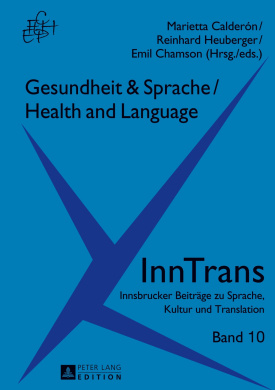 Marietta Calderón/
Reinhard Heuberger/
Emil Chamson (Hrsg./eds.)
Gesundheit & Sprache/
Health and Language
InnTrans
Innsbrucker Beiträge zu Sprache,
Kultur und Translation
Band 10
PETER LANG
EDITION